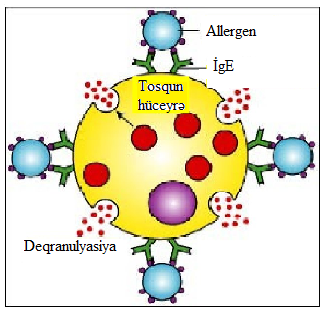 Allergen
İgE
Tosqun
hüceyrə
Deqranulyasiya